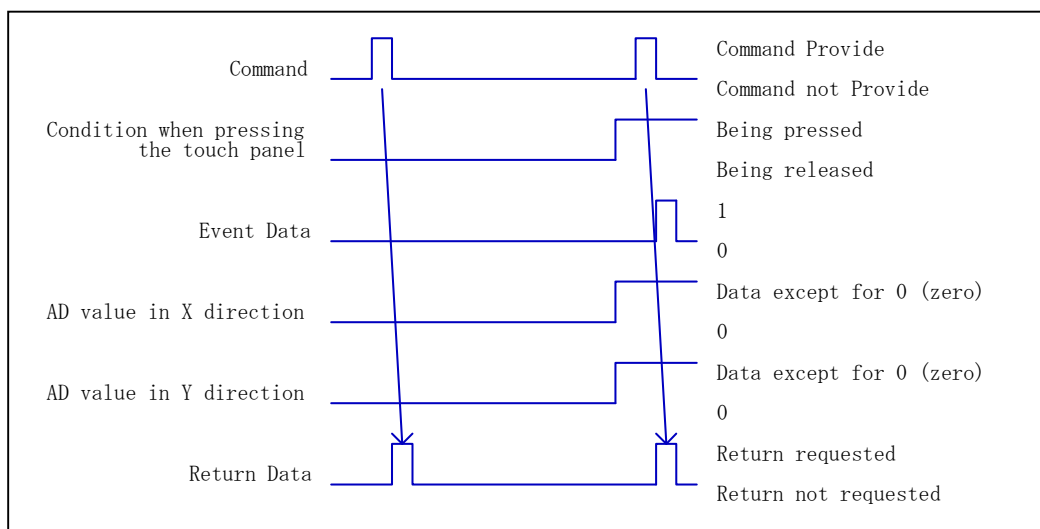 Command
Command Provide
Command not Provide
Condition when pressing
the touch panel
Being pressed
Being released
Event Data
1
0
AD value in X direction
Data except for 0 (zero)
0
AD value in Y direction
Data except for 0 (zero)
0
Return Data
Return requested
Return not requested